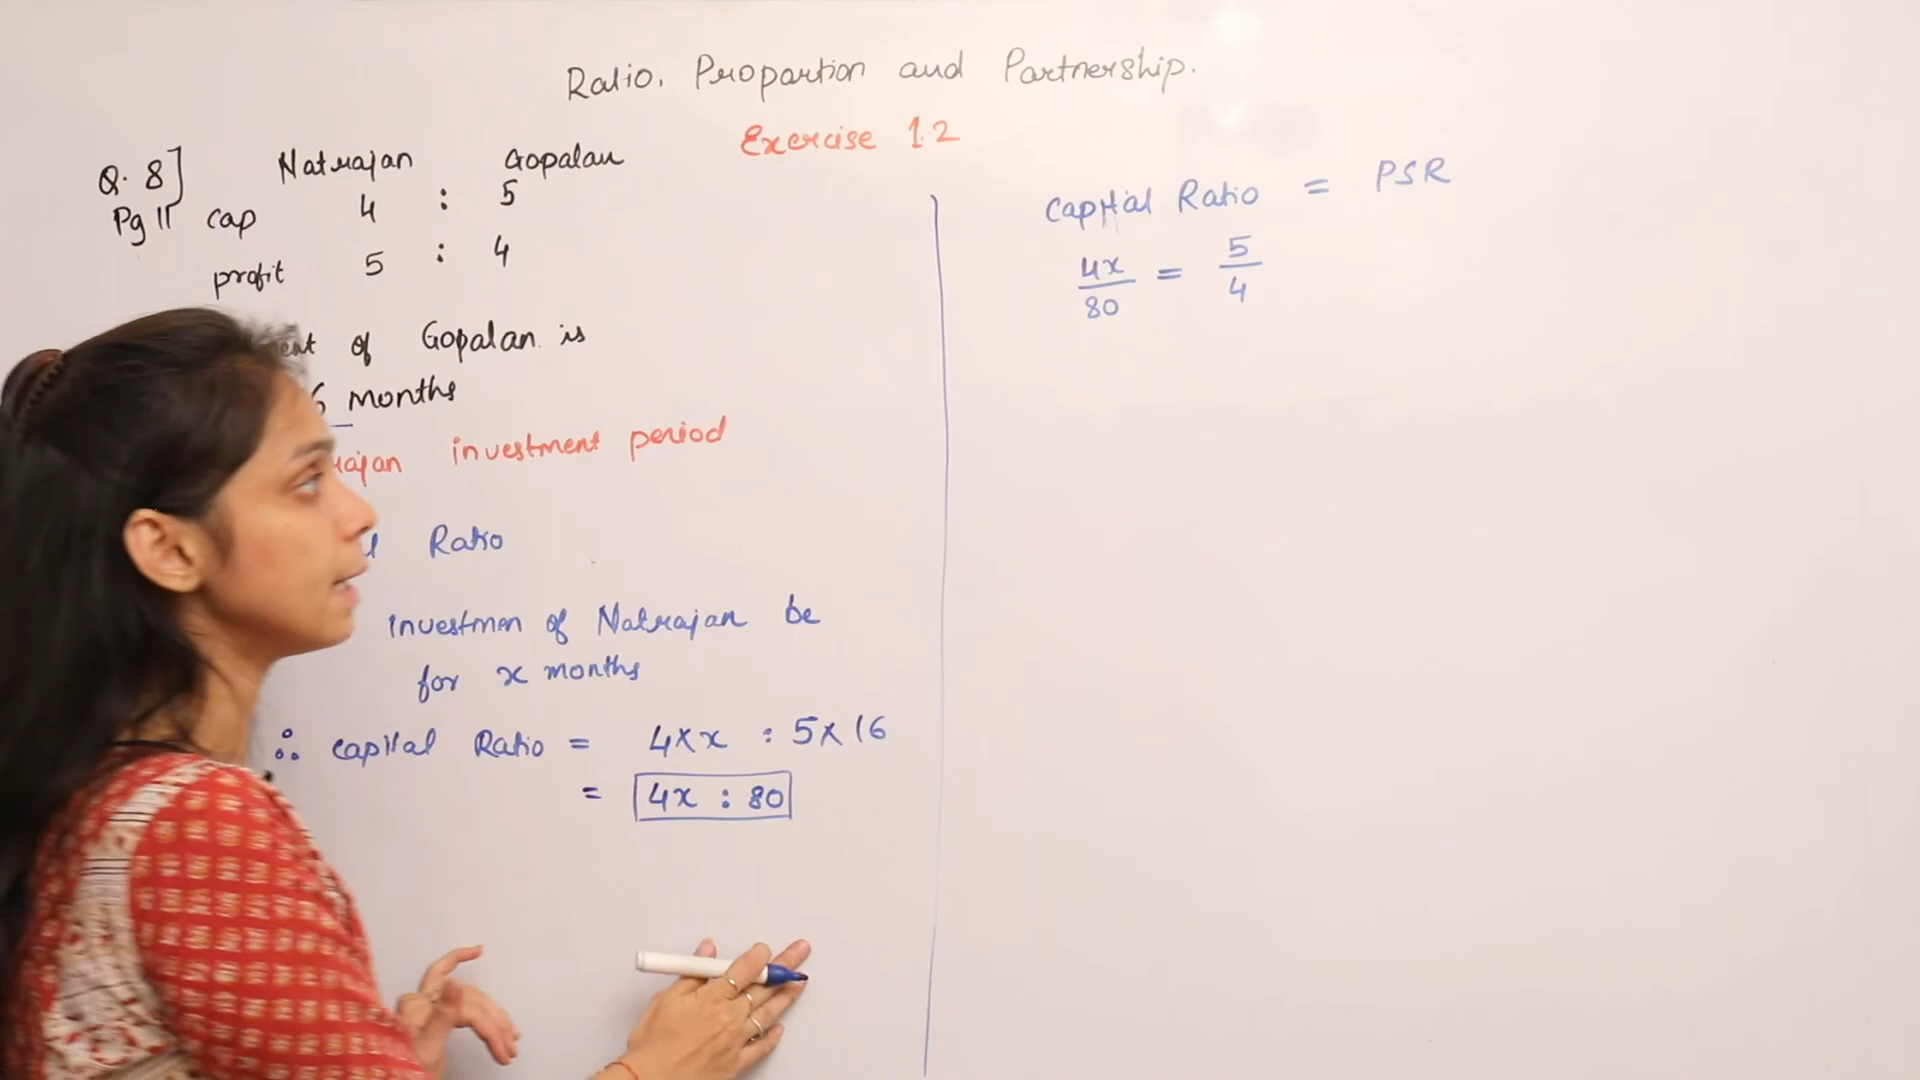 Ratio, Proportion and Partnership.
Exercise 1.2
Q. 8] Natrajan Gopalan
Pg 11 cap 4 : 5
profit 5 : 4
of Gopalan is
6 months
investment period
Ratio
investmen of Natrajan be
for x months
∴ capital Ratio = 4×x : 5×16
= 4x : 80
Capital Ratio = PSR
4x/80 = 5/4